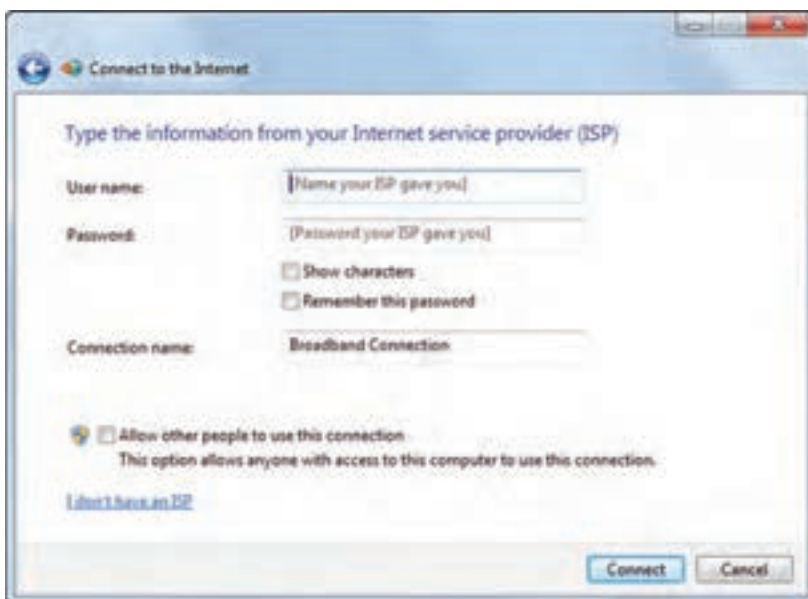 Connect to the Internet
Type the information from your Internet service provider (ISP)
User name: [Name your ISP gave you]
Password: [Password your ISP gave you]
Show characters
Remember this password
Connection name: Broadband Connection
Allow other people to use this connection
This option allows anyone with access to this computer to use this connection.
I don't have an ISP
Connect Cancel